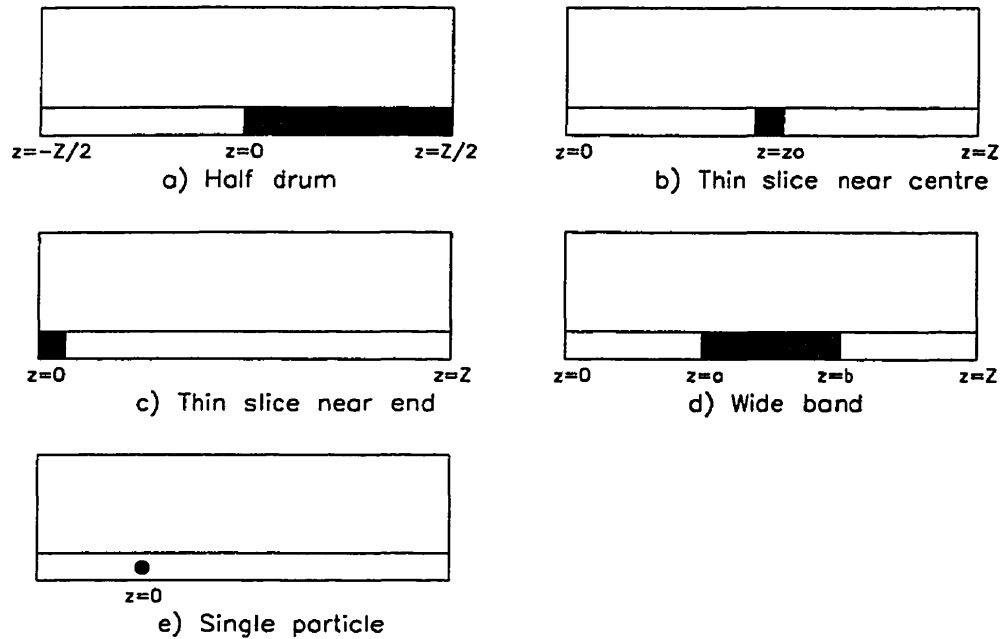 z=-Z/2 z=0 z=Z/2
a) Half drum
z=0 z=zo z=Z
b) Thin slice near centre
z=0 z=Z
c) Thin slice near end
z=0 z=a z=b z=Z
d) Wide band
z=0
e) Single particle